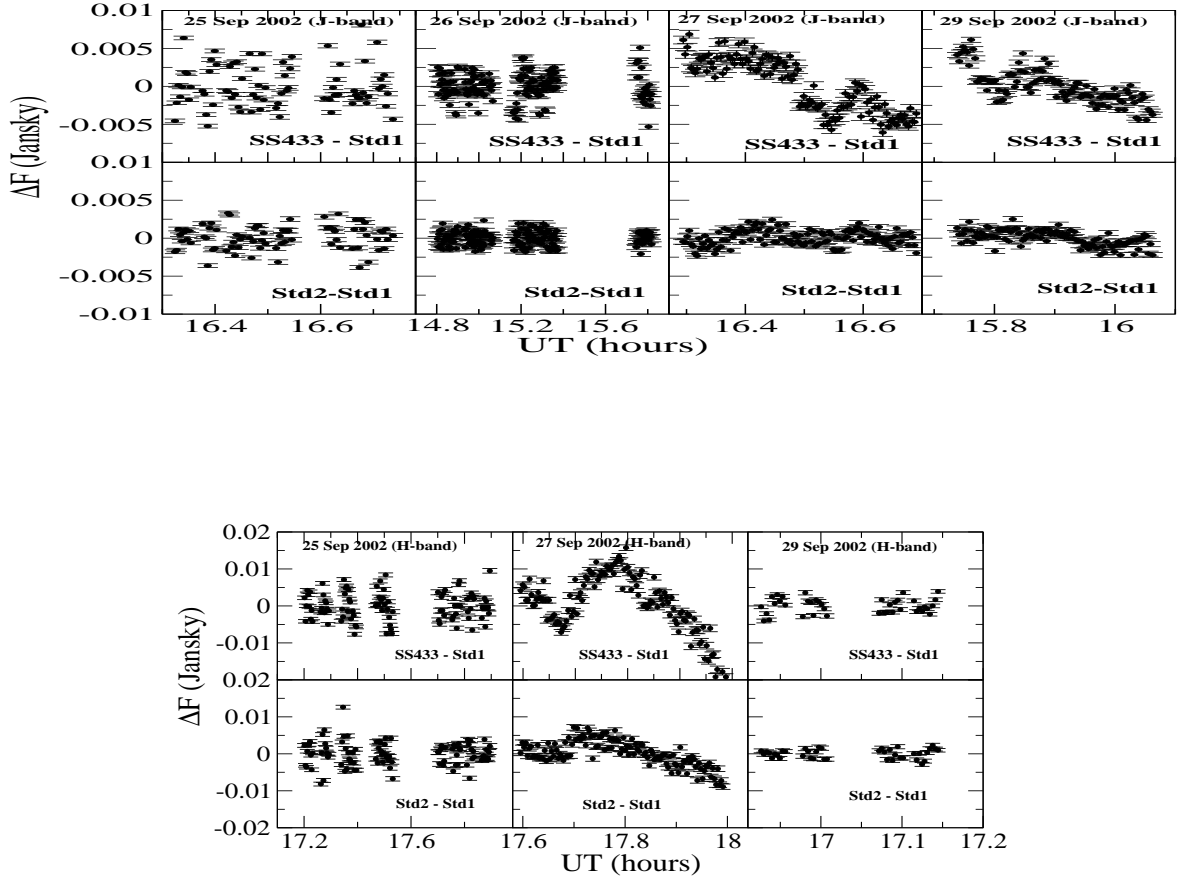 25 Sep 2002 (J-band)
26 Sep 2002 (J-band)
27 Sep 2002 (J-band)
29 Sep 2002 (J-band)
0.01
0.005
0
-0.005
0.01
SS433 - Std1
SS433 - Std1
SS433 - Std1
SS433 - Std1
ΔF (Jansky)
0.005
0
-0.005
-0.01
Std2-Std1
Std2-Std1
Std2-Std1
Std2-Std1
16.4 16.6 14.8 15.2 15.6 16.4 16.6 15.8 16
UT (hours)
25 Sep 2002 (H-band)
27 Sep 2002 (H-band)
29 Sep 2002 (H-band)
0.02
0.01
0
-0.01
0.02
SS433 - Std1
SS433 - Std1
SS433 - Std1
ΔF (Jansky)
0.01
0
-0.01
-0.02
Std2 - Std1
Std2 - Std1
Std2 - Std1
17.2 17.6 17.6 17.8 18 17 17.1 17.2
UT (hours)